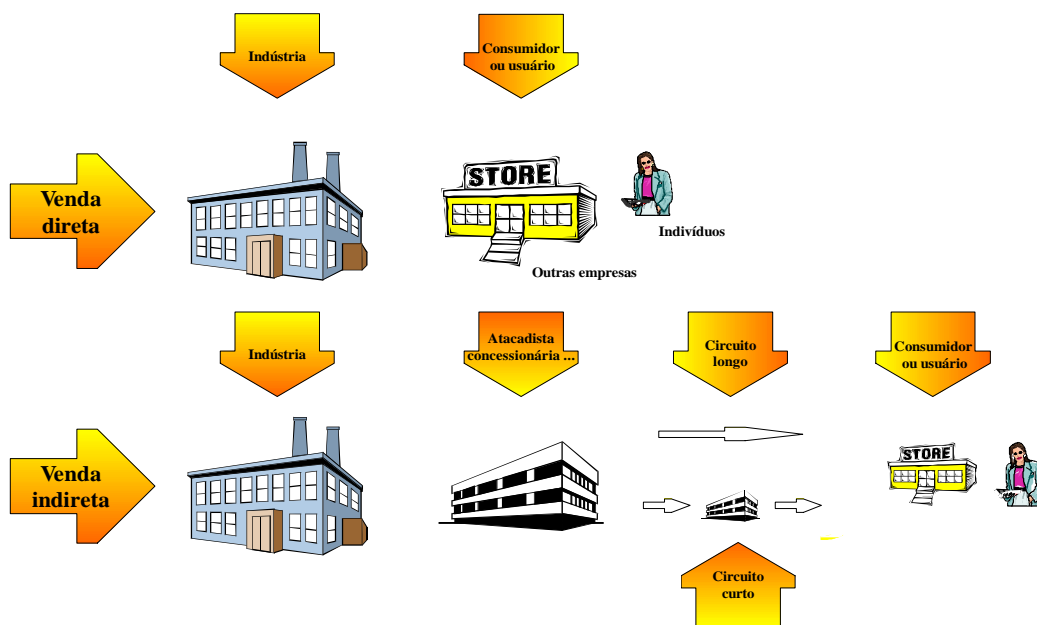 Indústria
Consumidor
ou usuário
Venda
direta
STORE
Indivíduos
Outras empresas
Indústria
Atacadista
concessionária ...
Circuito
longo
Consumidor
ou usuário
Venda
indireta
STORE
Circuito
curto